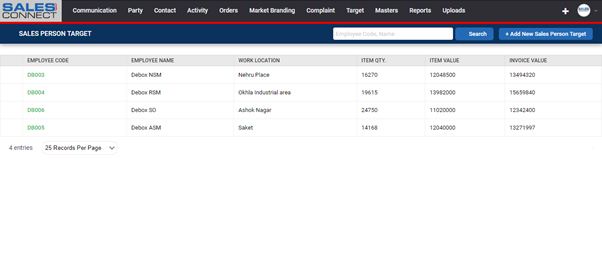 SALES
CONNECT
Communication Party Contact Activity Orders Market Branding Complaint Target Masters Reports Uploads
SALES PERSON TARGET
Employee Code, Name
Search
+ Add New Sales Person Target
EMPLOYEE CODE EMPLOYEE NAME WORK LOCATION ITEM QTY. ITEM VALUE INVOICE VALUE
DB003 Debox NSM Nehru Place 16270 12048500 13494320
DB004 Debox RSM Okhla Industrial area 19615 13982000 15659840
DB006 Debox SO Ashok Nagar 24750 11020000 12342400
DB005 Debox ASM Saket 14168 12040000 13271997
4 entries 25 Records Per Page